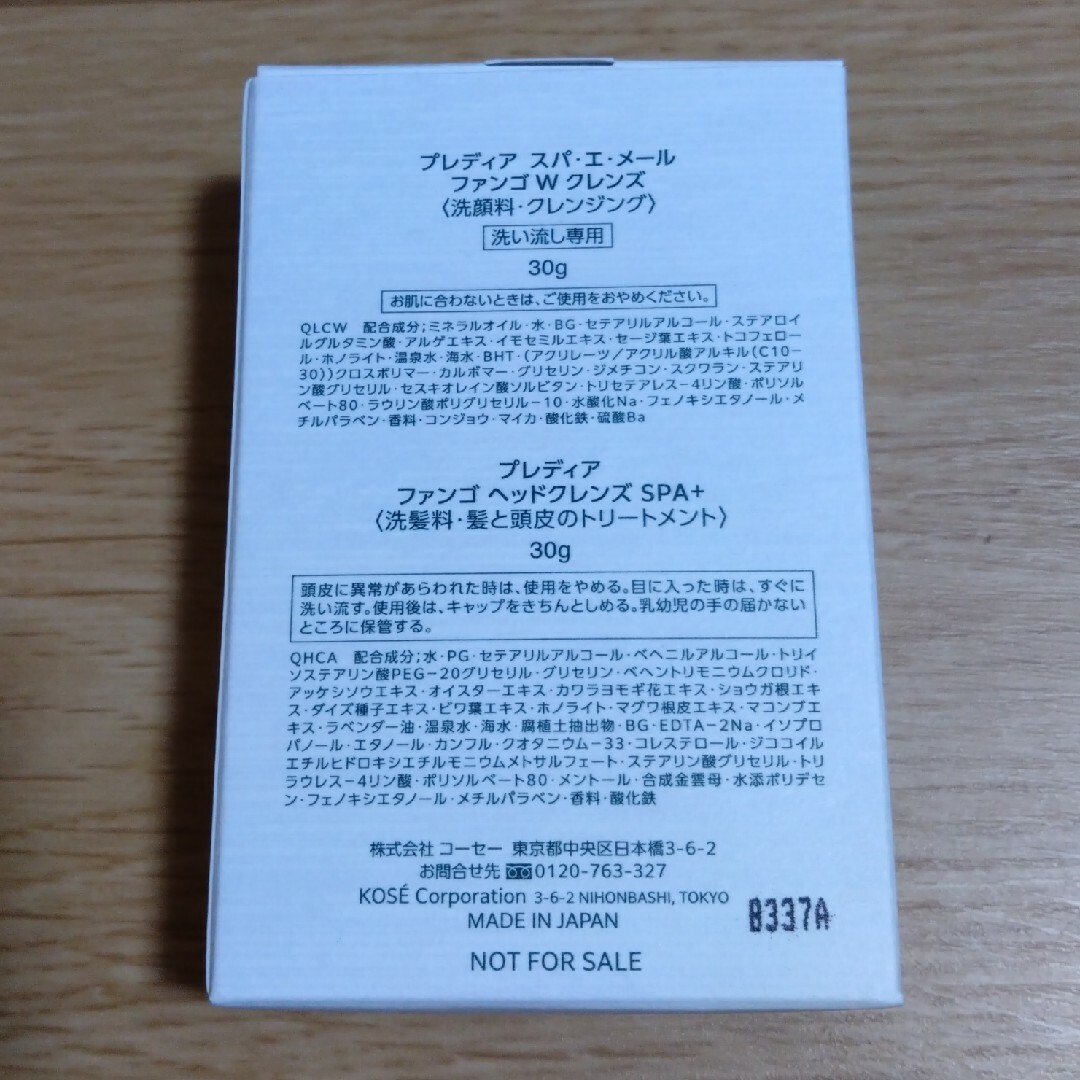 プレディア スパ・エ・メール
ファンゴ W クレンズ
〈洗顔料・クレンジング〉
洗い流し専用
30g
お肌に合わないときは、ご使用をおやめください。
QLCW 配合成分;ミネラルオイル・水・BG・セテアリルアルコール・ステアロイ
ルグルタミン酸・アルゲエキス・イモセミルエキス・セージ葉エキス・トコフェロー
ル・ホノライト・温泉水・海水・BHT・(アクリレーツ/アクリル酸アルキル(C10-
30))クロスポリマー・カルボマー・グリセリン・ジメチコン・スクワラン・ステアリ
ン酸グリセリル・セスキオレイン酸ソルビタン・トリセテアレス-4リン酸・ポリソル
ベート80・ラウリン酸ポリグリセリル-10・水酸化Na・フェノキシエタノール・メ
チルパラベン・香料・コンジョウ・マイカ・酸化鉄・硫酸Ba
プレディア
ファンゴ ヘッドクレンズ SPA+
〈洗髪料・髪と頭皮のトリートメント〉
30g
頭皮に異常があらわれた時は、使用をやめる。目に入った時は、すぐに
洗い流す。使用後は、キャップをきちんとしめる。乳幼児の手の届かない
ところに保管する。
QHCA 配合成分;水・PG・セテアリルアルコール・ベヘニルアルコール・トリイ
ソステアリン酸PEG-20グリセリル・グリセリン・ベヘントリモニウムクロリド・
アッケシソウエキス・オイスターエキス・カワラヨモギ花エキス・ショウガ根エキ
ス・ダイズ種子エキス・ビワ葉エキス・ホノライト・マグワ根皮エキス・マコンブエ
キス・ラベンダー油・温泉水・海水・腐植土抽出物・BG・EDTA-2Na・イソプロ
パノール・エタノール・カンフル・クオタニウム-33・コレステロール・ジココイル
エチルヒドロキシエチルモニウムメトサルフェート・ステアリン酸グリセリル・トリ
ラウレス-4リン酸・ポリソルベート80・メントール・合成金雲母・水添ポリデセ
ン・フェノキシエタノール・メチルパラベン・香料・酸化鉄
株式会社 コーセー 東京都中央区日本橋3-6-2
お問合せ先 0120-763-327
KOSÉ Corporation 3-6-2 NIHONBASHI, TOKYO
MADE IN JAPAN
B337A
NOT FOR SALE